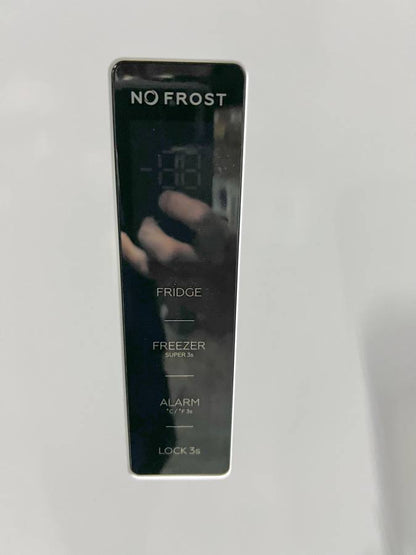 NO FROST
FRIDGE
FREEZER
SUPER 3s
ALARM
°C/°F 3s
LOCK 3s